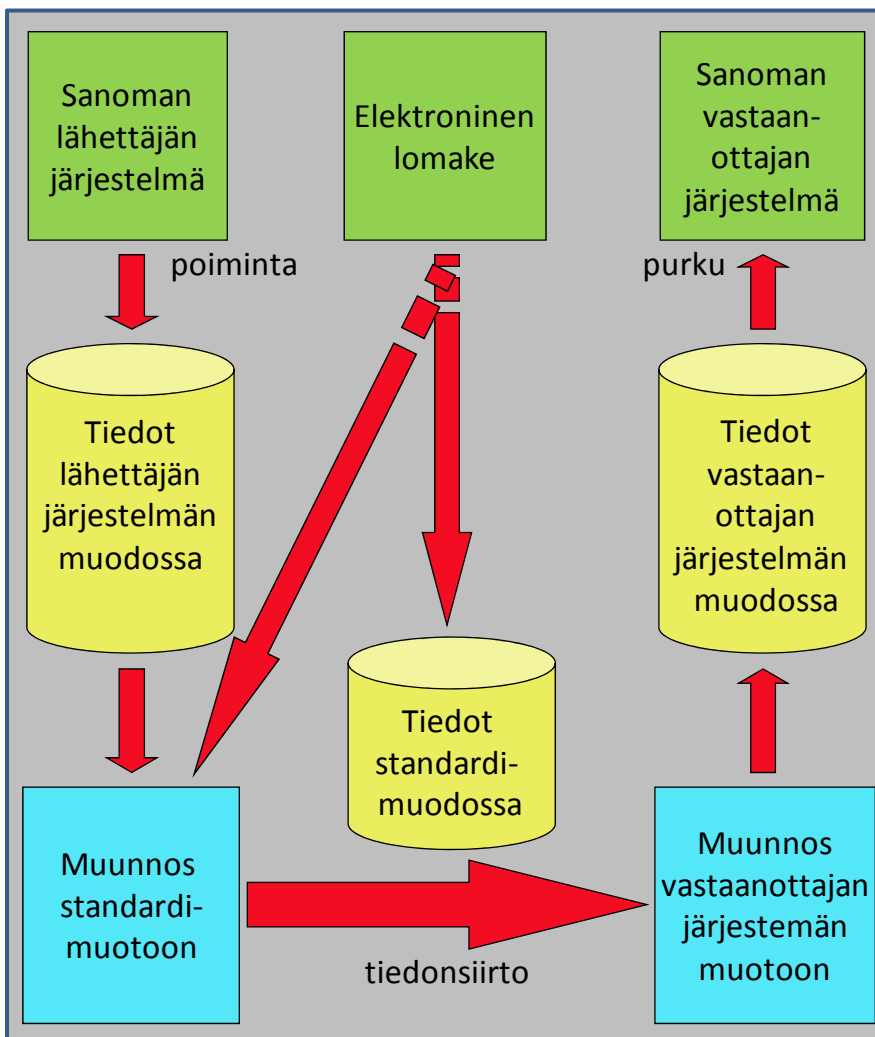 Sanoman
lähettäjän
järjestelmä
Elektroninen
lomake
Sanoman
vastaan-
ottajan
järjestelmä
poiminta
purku
Tiedot
lähettäjän
järjestelmän
muodossa
Tiedot
vastaan-
ottajan
järjestelmän
muodossa
Tiedot
standardi-
muodossa
Muunnos
standardi-
muotoon
tiedonsiirto
Muunnos
vastaanottajan
järjestemän
muotoon